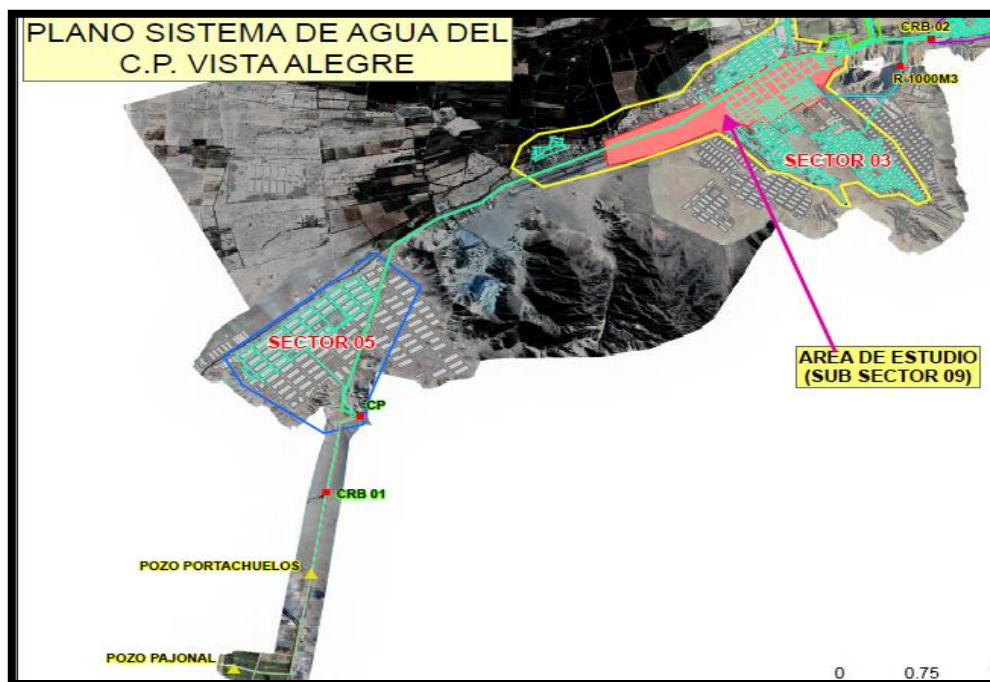 PLANO SISTEMA DE AGUA DEL
C.P. VISTA ALEGRE
CRB 02
R-1000M3
SECTOR 03
AREA DE ESTUDIO
(SUB SECTOR 09)
SECTOR 05
CP
CRB 01
POZO PORTACHUELOS
POZO PAJONAL
0 0.75